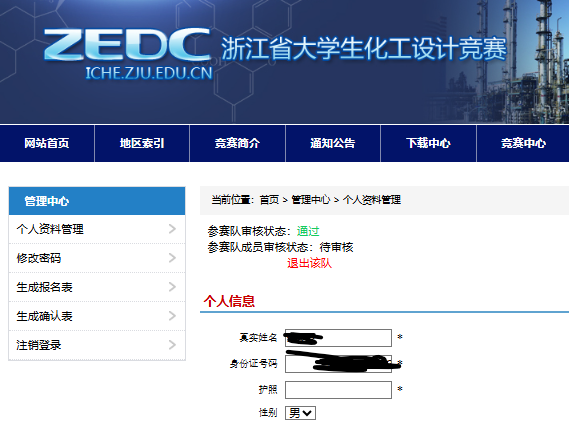 ZEDC 浙江省大学生化工设计竞赛
ICHE.ZJU.EDU.CN
网站首页 地区索引 竞赛简介 通知公告 下载中心 竞赛中心
管理中心
个人资料管理
修改密码
生成报名表
生成确认表
注销登录
当前位置：首页 > 管理中心 > 个人资料管理
参赛队审核状态：通过
参赛队成员审核状态：待审核
退出该队
个人信息
真实姓名 *
身份证号码 *
护照 *
性别 男